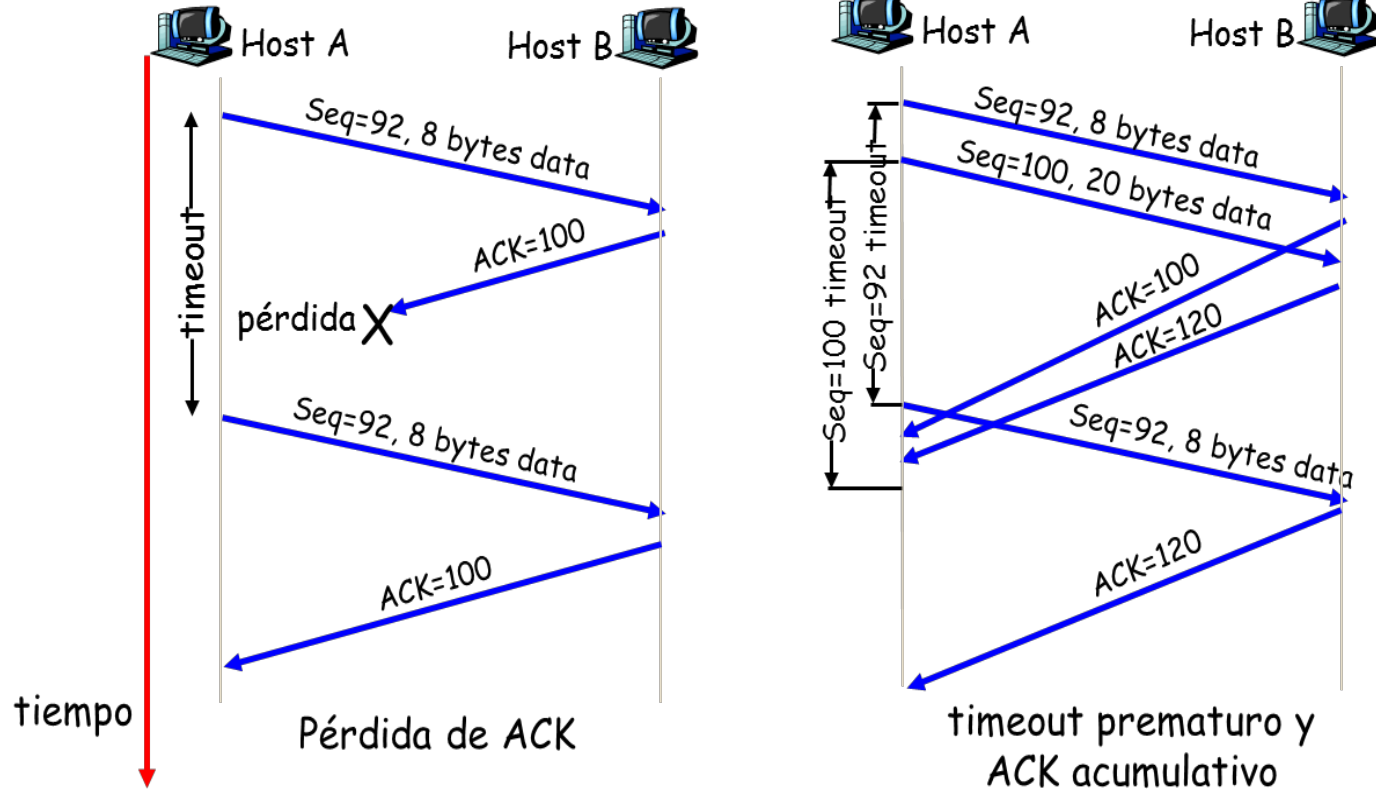 Host A
Host B
Seq=92, 8 bytes data
timeout
ACK=100
pérdida
X
Seq=92, 8 bytes data
ACK=100
tiempo
Pérdida de ACK
Host A
Host B
Seq=92, 8 bytes data
Seq=100, 20 bytes data
Seq=100 timeout
Seq=92 timeout
ACK=100
ACK=120
Seq=92, 8 bytes data
ACK=120
timeout prematuro y
ACK acumulativo